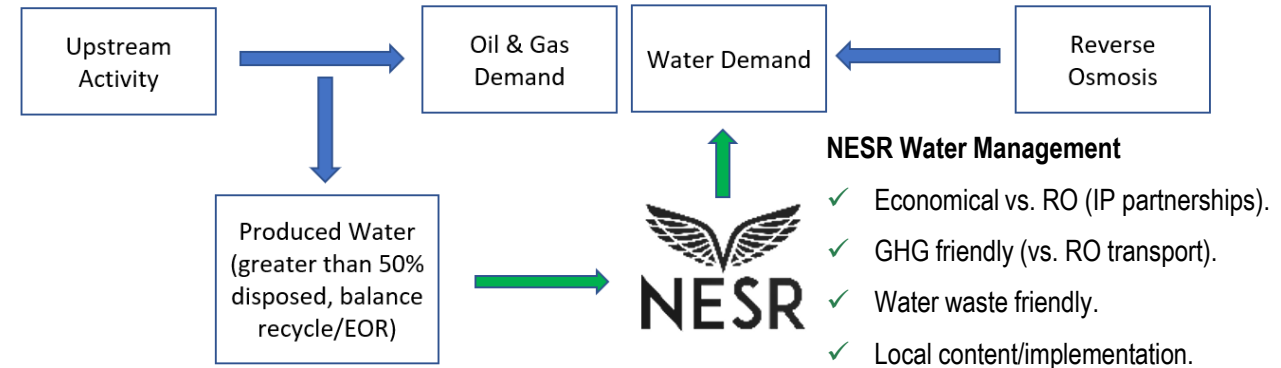 Upstream
Activity
Oil & Gas
Demand
Water Demand
Reverse
Osmosis
Produced Water
(greater than 50%
disposed, balance
recycle/EOR)
NESR
NESR Water Management
✓ Economical vs. RO (IP partnerships).
✓ GHG friendly (vs. RO transport).
✓ Water waste friendly.
✓ Local content/implementation.